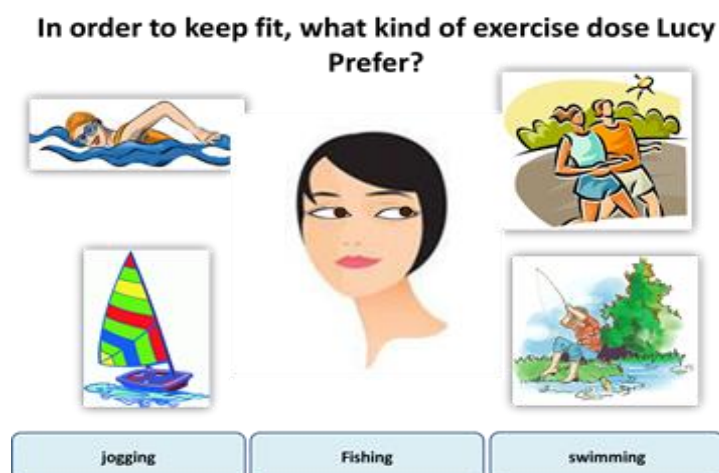 In order to keep fit, what kind of exercise dose Lucy
Prefer?
jogging
Fishing
swimming